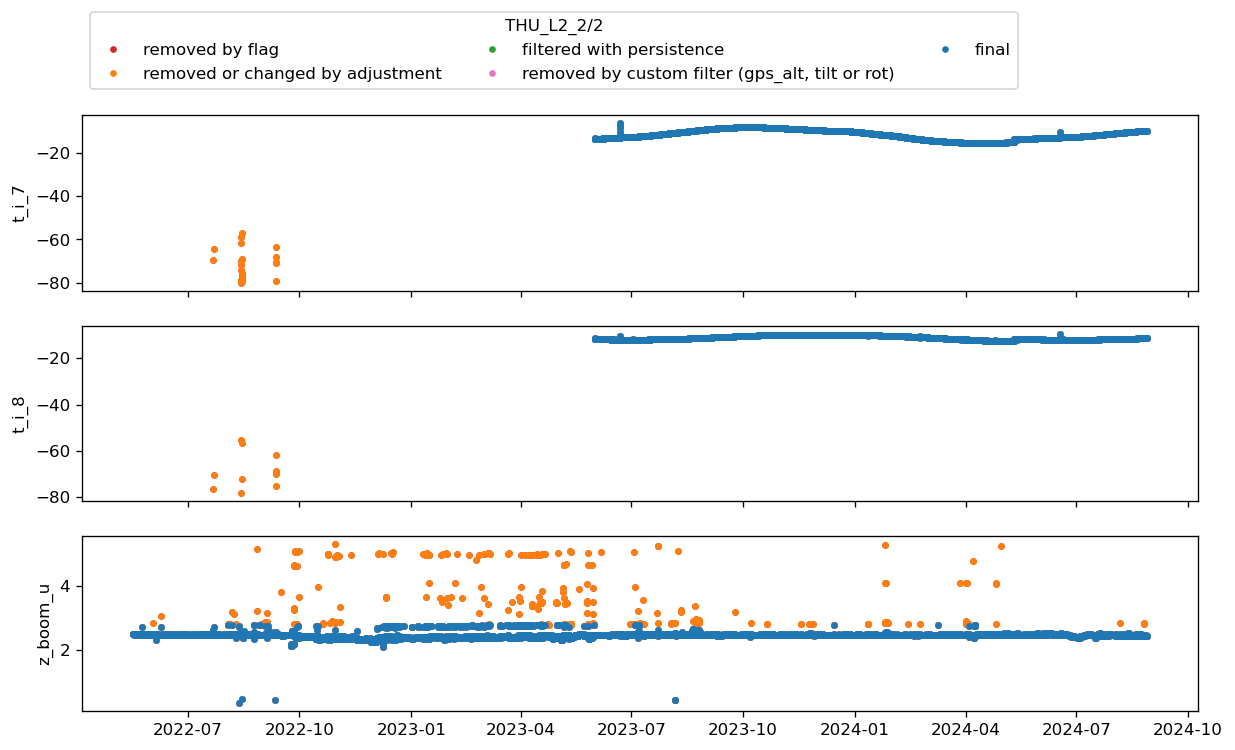 THU_L2_2/2
removed by flag
filtered with persistence
final
removed or changed by adjustment
removed by custom filter (gps_alt, tilt or rot)
t_i_7
−20
−40
−60
−80
t_i_8
−20
−40
−60
−80
z_boom_u
4
2
2022-07
2022-10
2023-01
2023-04
2023-07
2023-10
2024-01
2024-04
2024-07
2024-10